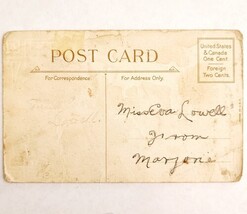 POST CARD
United States
& Canada
One Cent
Foreign
Two Cents
For Correspondence.
For Address Only.
Miss Eva Lowell
From
Marjorie